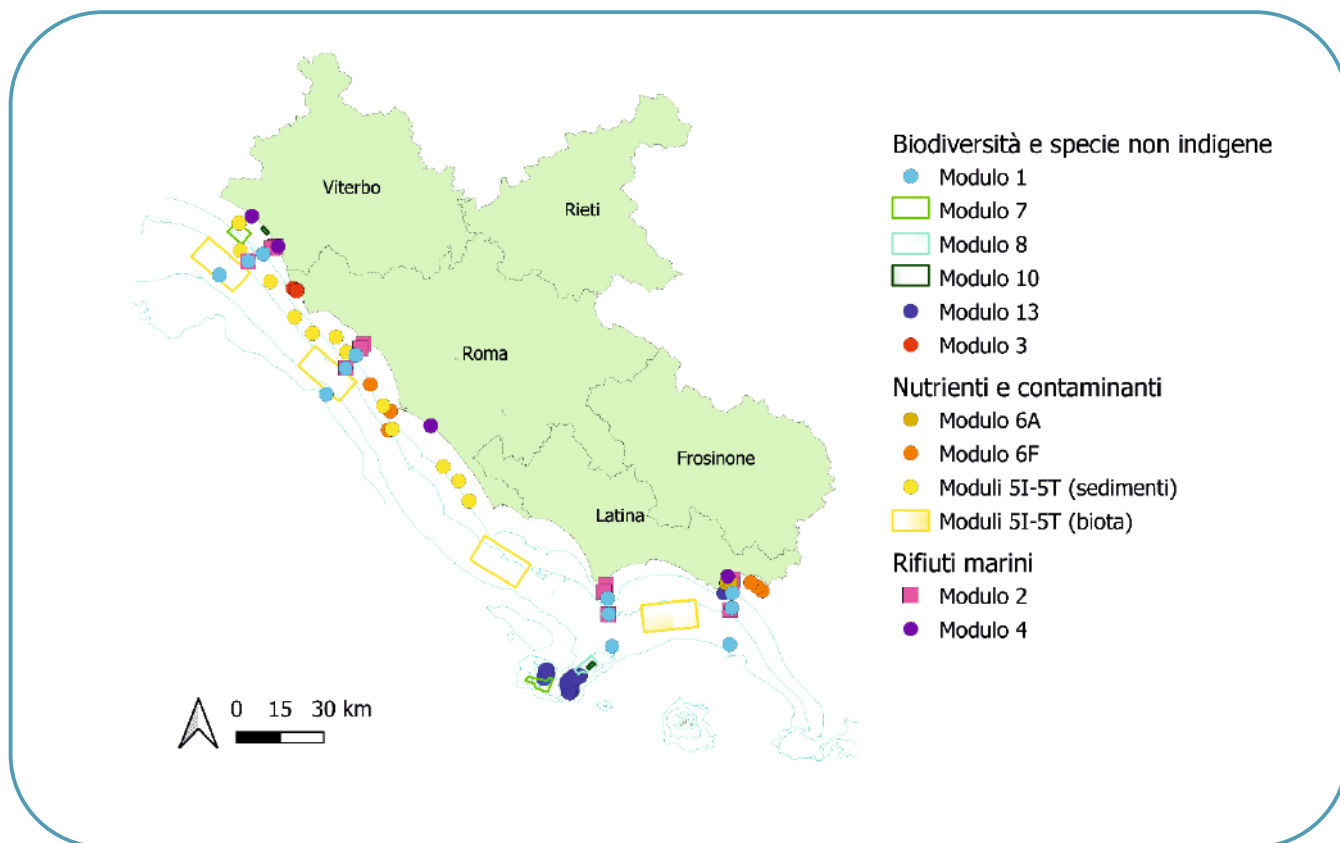 Viterbo
Rieti
Roma
Frosinone
Latina
0 15 30 km
Biodiversità e specie non indigene
Modulo 1
Modulo 7
Modulo 8
Modulo 10
Modulo 13
Modulo 3
Nutrienti e contaminanti
Modulo 6A
Modulo 6F
Moduli 5I-5T (sedimenti)
Moduli 5I-5T (biota)
Rifiuti marini
Modulo 2
Modulo 4